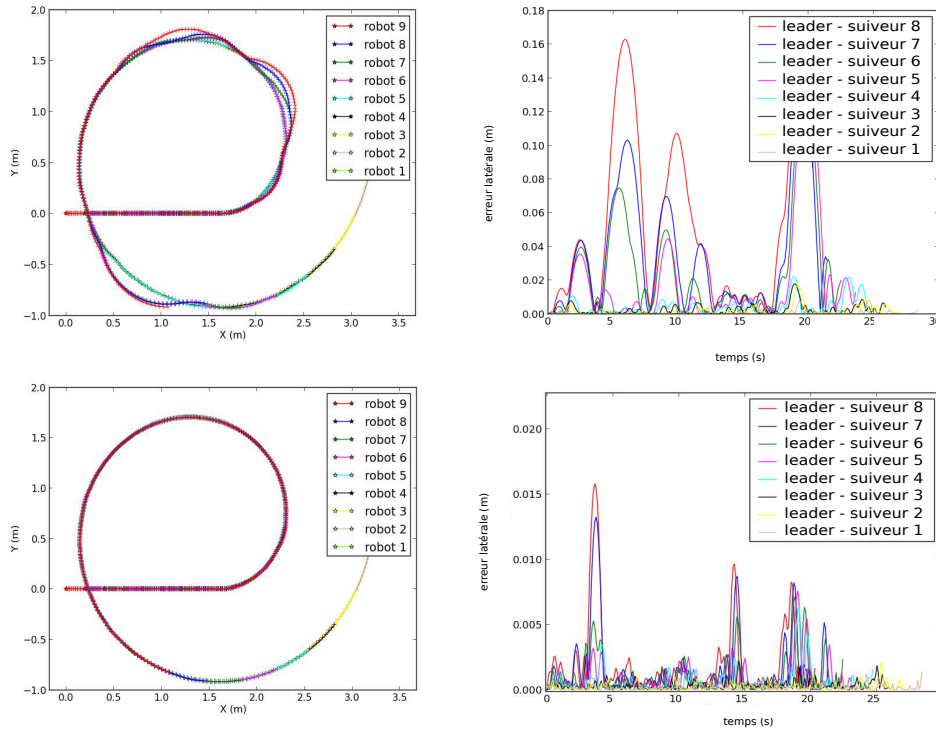 2.0
1.5
1.0
0.5
0.0
−0.5
−1.0
Y (m)
0.0 0.5 1.0 1.5 2.0 2.5 3.0 3.5
X (m)
robot 9
robot 8
robot 7
robot 6
robot 5
robot 4
robot 3
robot 2
robot 1
0.18
0.16
0.14
0.12
0.10
0.08
0.06
0.04
0.02
0.00
erreur latérale (m)
0 5 10 15 20 25 30
temps (s)
leader - suiveur 8
leader - suiveur 7
leader - suiveur 6
leader - suiveur 5
leader - suiveur 4
leader - suiveur 3
leader - suiveur 2
leader - suiveur 1
2.0
1.5
1.0
0.5
0.0
−0.5
−1.0
Y (m)
0.0 0.5 1.0 1.5 2.0 2.5 3.0 3.5
X (m)
robot 9
robot 8
robot 7
robot 6
robot 5
robot 4
robot 3
robot 2
robot 1
0.020
0.015
0.010
0.005
0.000
erreur latérale (m)
0 5 10 15 20 25
temps (s)
leader - suiveur 8
leader - suiveur 7
leader - suiveur 6
leader - suiveur 5
leader - suiveur 4
leader - suiveur 3
leader - suiveur 2
leader - suiveur 1